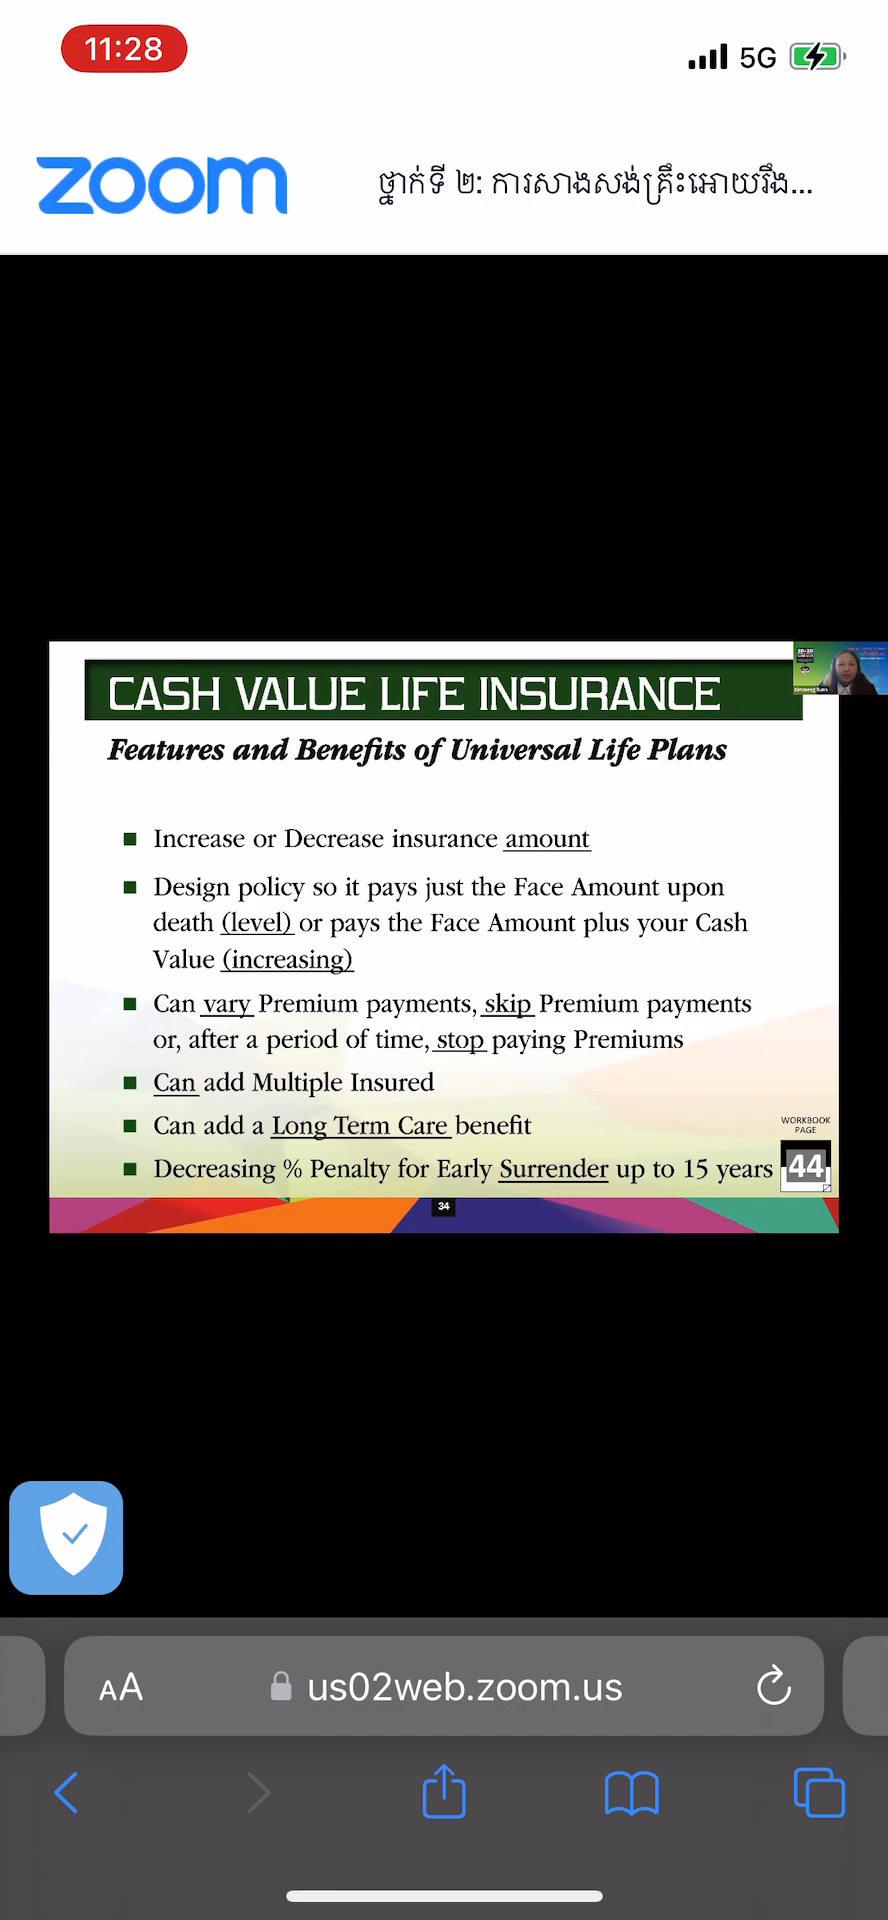 11:28
5G
zoom
ថ្នាក់ទី ២: ការសាងសង់គ្រឹះអោយរឹង...
CASH VALUE LIFE INSURANCE
Features and Benefits of Universal Life Plans
■ Increase or Decrease insurance amount
■ Design policy so it pays just the Face Amount upon
death (level) or pays the Face Amount plus your Cash
Value (increasing)
■ Can vary Premium payments, skip Premium payments
or, after a period of time, stop paying Premiums
■ Can add Multiple Insured
■ Can add a Long Term Care benefit
■ Decreasing % Penalty for Early Surrender up to 15 years
WORKBOOK
PAGE
44
34
AA
us02web.zoom.us